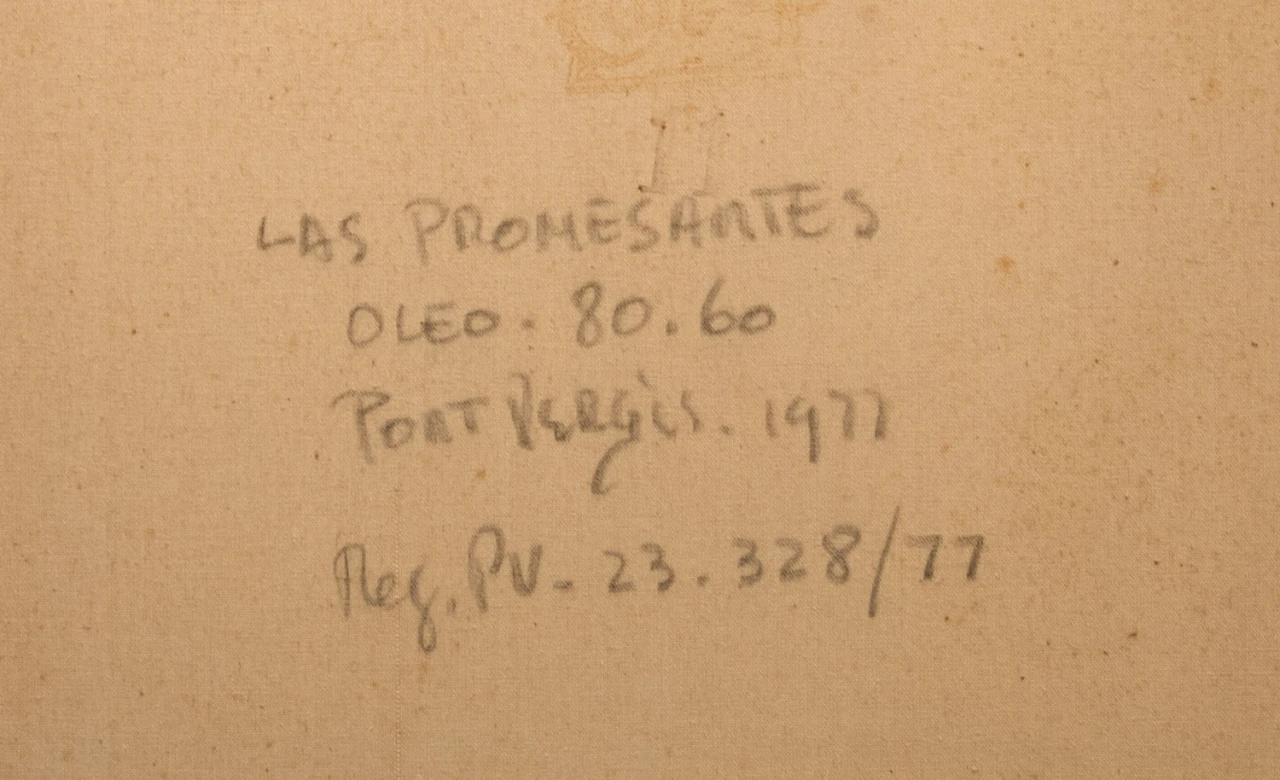 LAS PROMESANTES
OLEO. 80.60
PORT VERGÉS. 1977
Reg. PV- 23.328/77